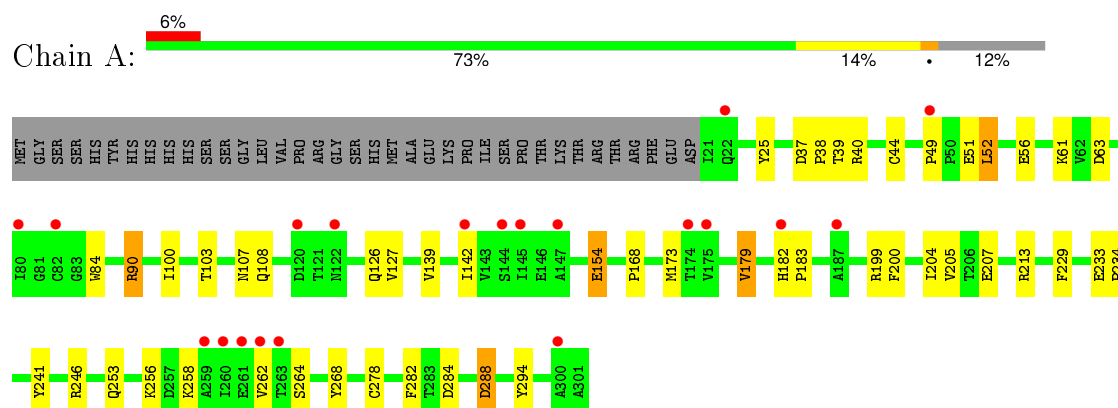 6%
Chain A:
73% 14% • 12%
MET GLY SER SER HIS TYR HIS HIS HIS HIS HIS SER SER GLY LEU VAL PRO ARG GLY SER HIS MET ALA GLU LYS PRO ILE SER PRO THR LYS THR ARG THR ARG PHE GLU ASP I21 Q22 Y25 D37 P38 T39 R40 C44 P49 P50 E51 L52 E56 K61 V62 D63
I80 G81 C82 G83 W84 R90 I100 T103 N107 Q108 D120 T121 N122 Q126 V127 V139 I142 V143 S144 I145 E146 A147 E154 P168 M173 T174 V175 V179 H182 P183 A187 R199 F200 I204 V205 T206 E207 R213 F229 E233
Y241 R246 Q253 K256 D257 K258 A259 I260 E261 V262 T263 S264 Y268 C278 F282 T283 D284 D288 Y294 A300 A301